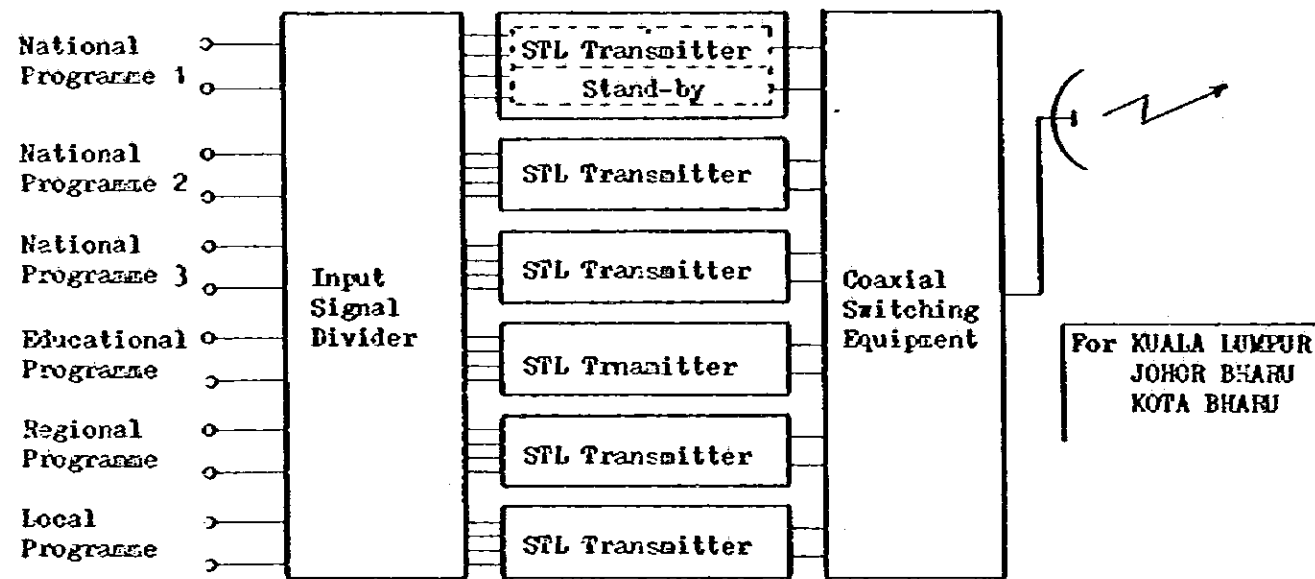 National
Programme 1
National
Programme 2
National
Programme 3
Educational
Programme
Regional
Programme
Local
Programme
Input
Signal
Divider
STL Transmitter
Stand-by
STL Transmitter
STL Transmitter
STL Trnamitter
STL Transmitter
STL Transmitter
Coaxial
Switching
Equipment
For KUALA LUMPUR
JOHOR BHARU
KOTA BHARU